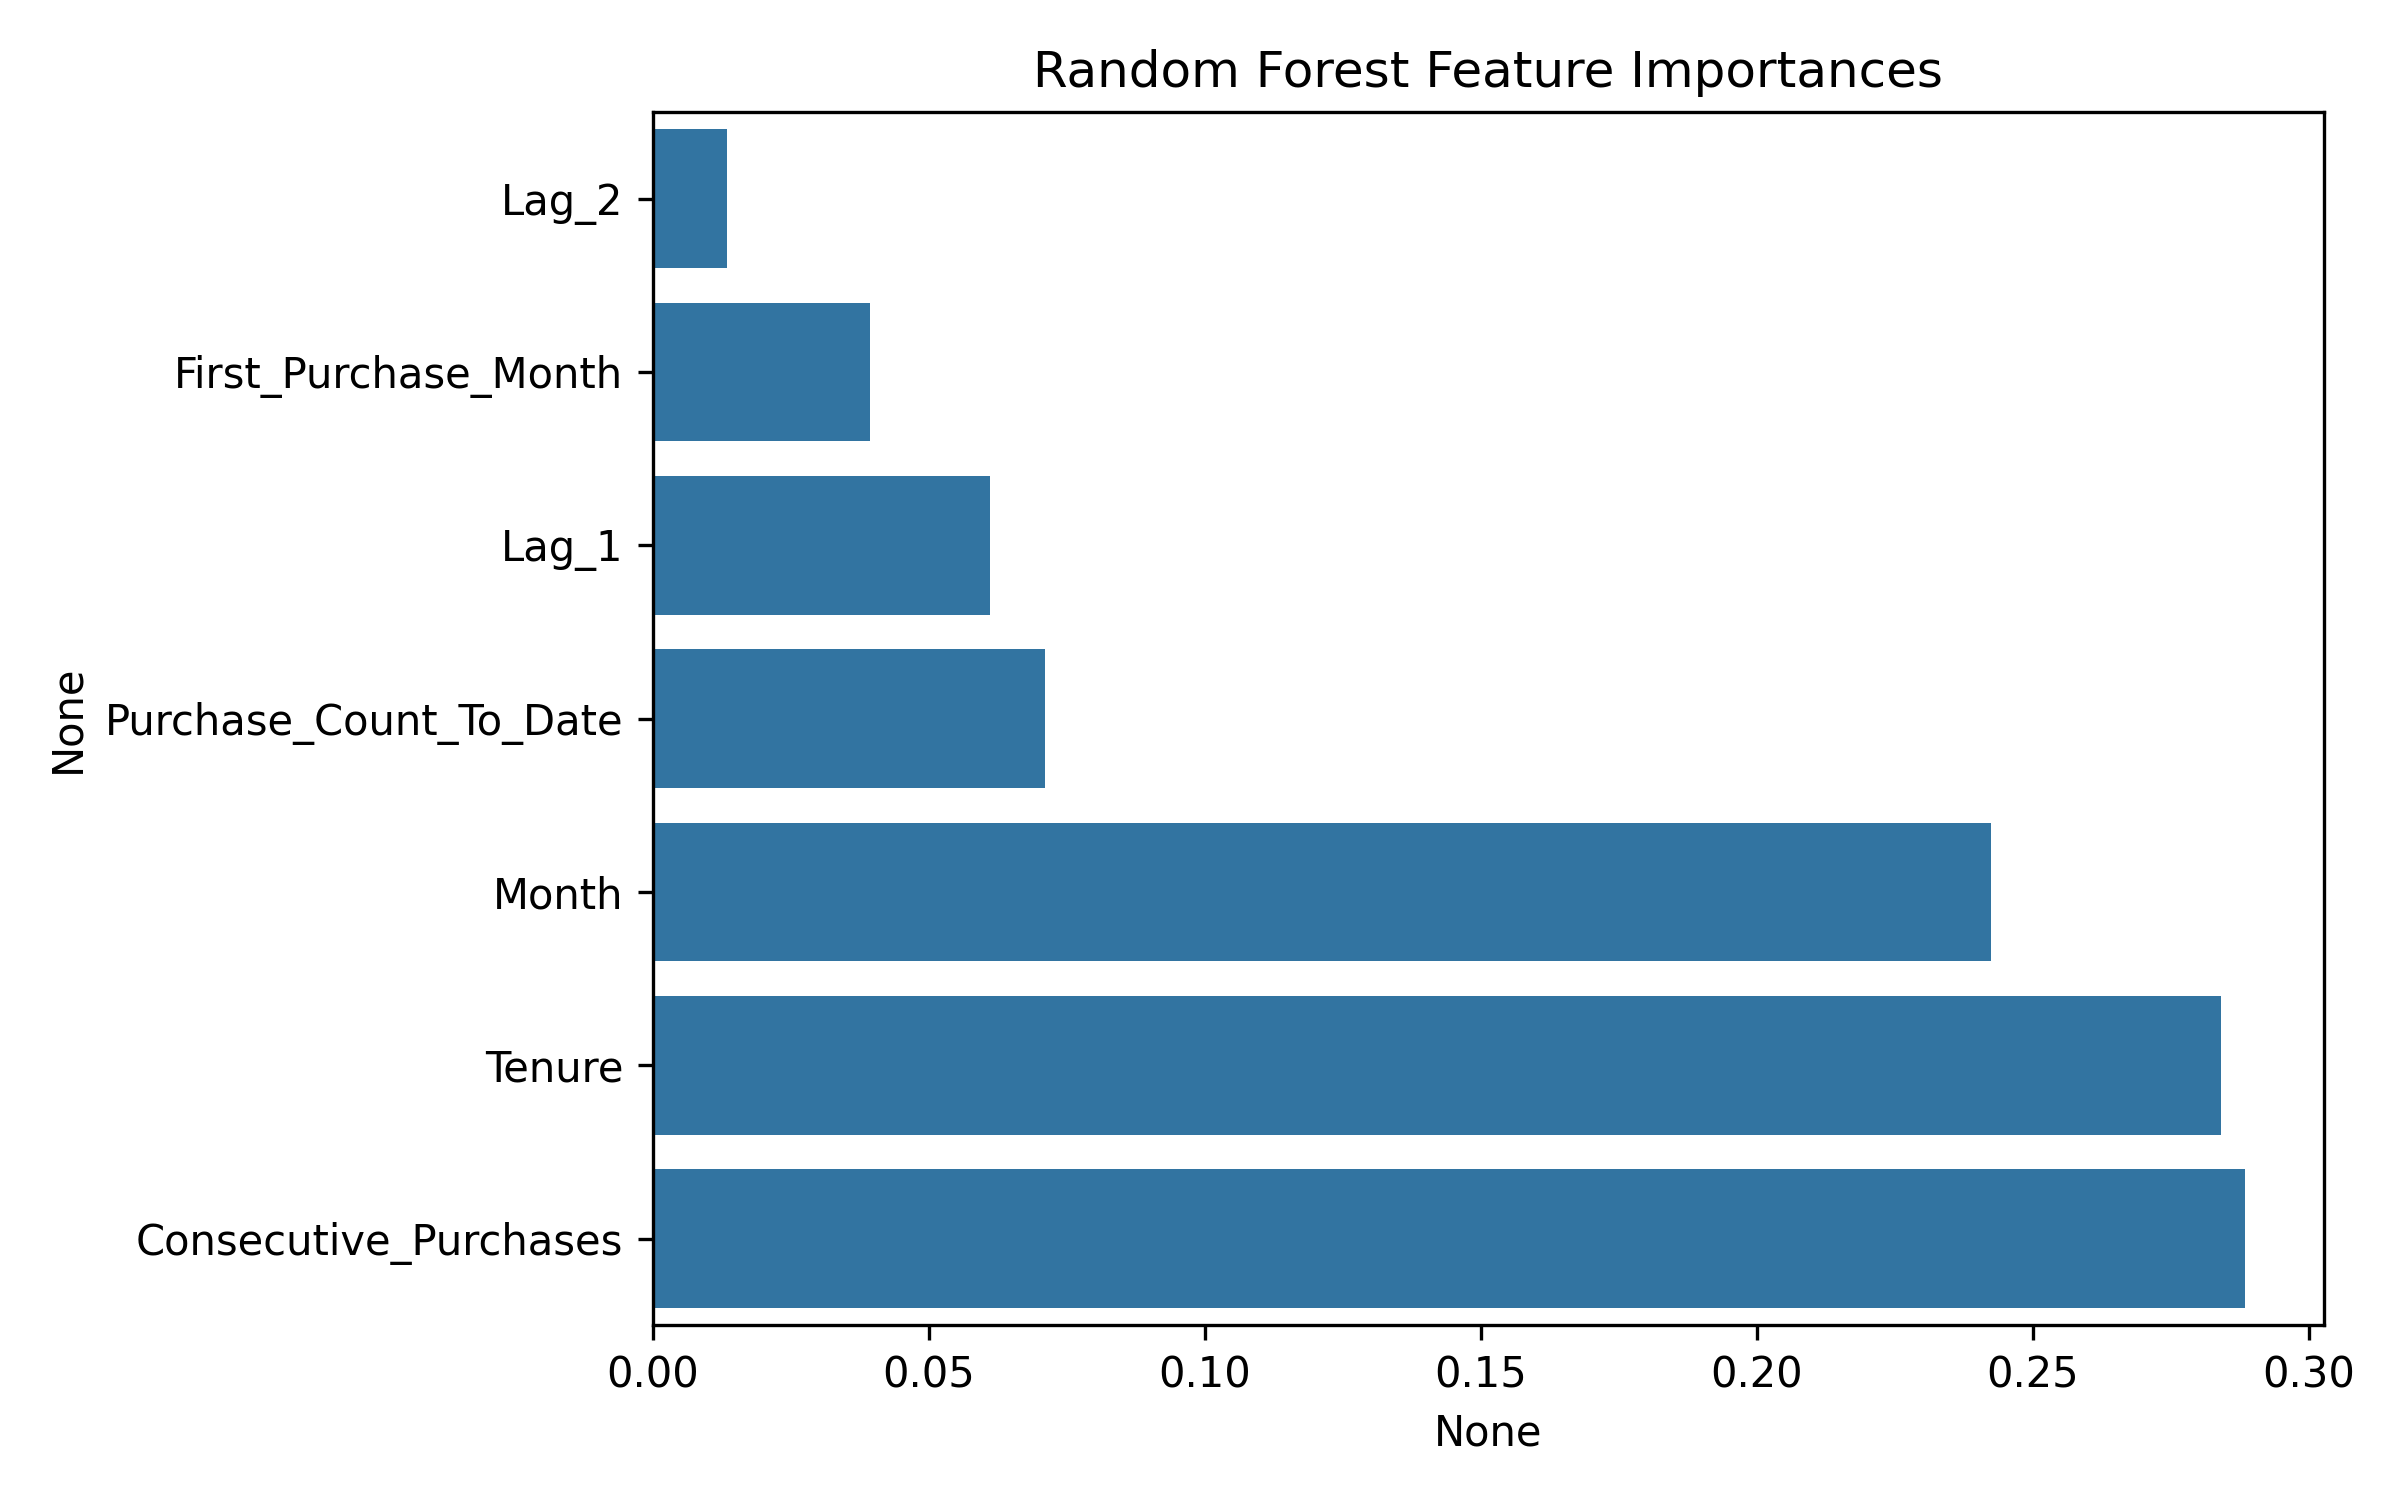 Random Forest Feature Importances
Lag_2
First_Purchase_Month
Lag_1
Purchase_Count_To_Date
Month
Tenure
Consecutive_Purchases
None
0.00 0.05 0.10 0.15 0.20 0.25 0.30
None